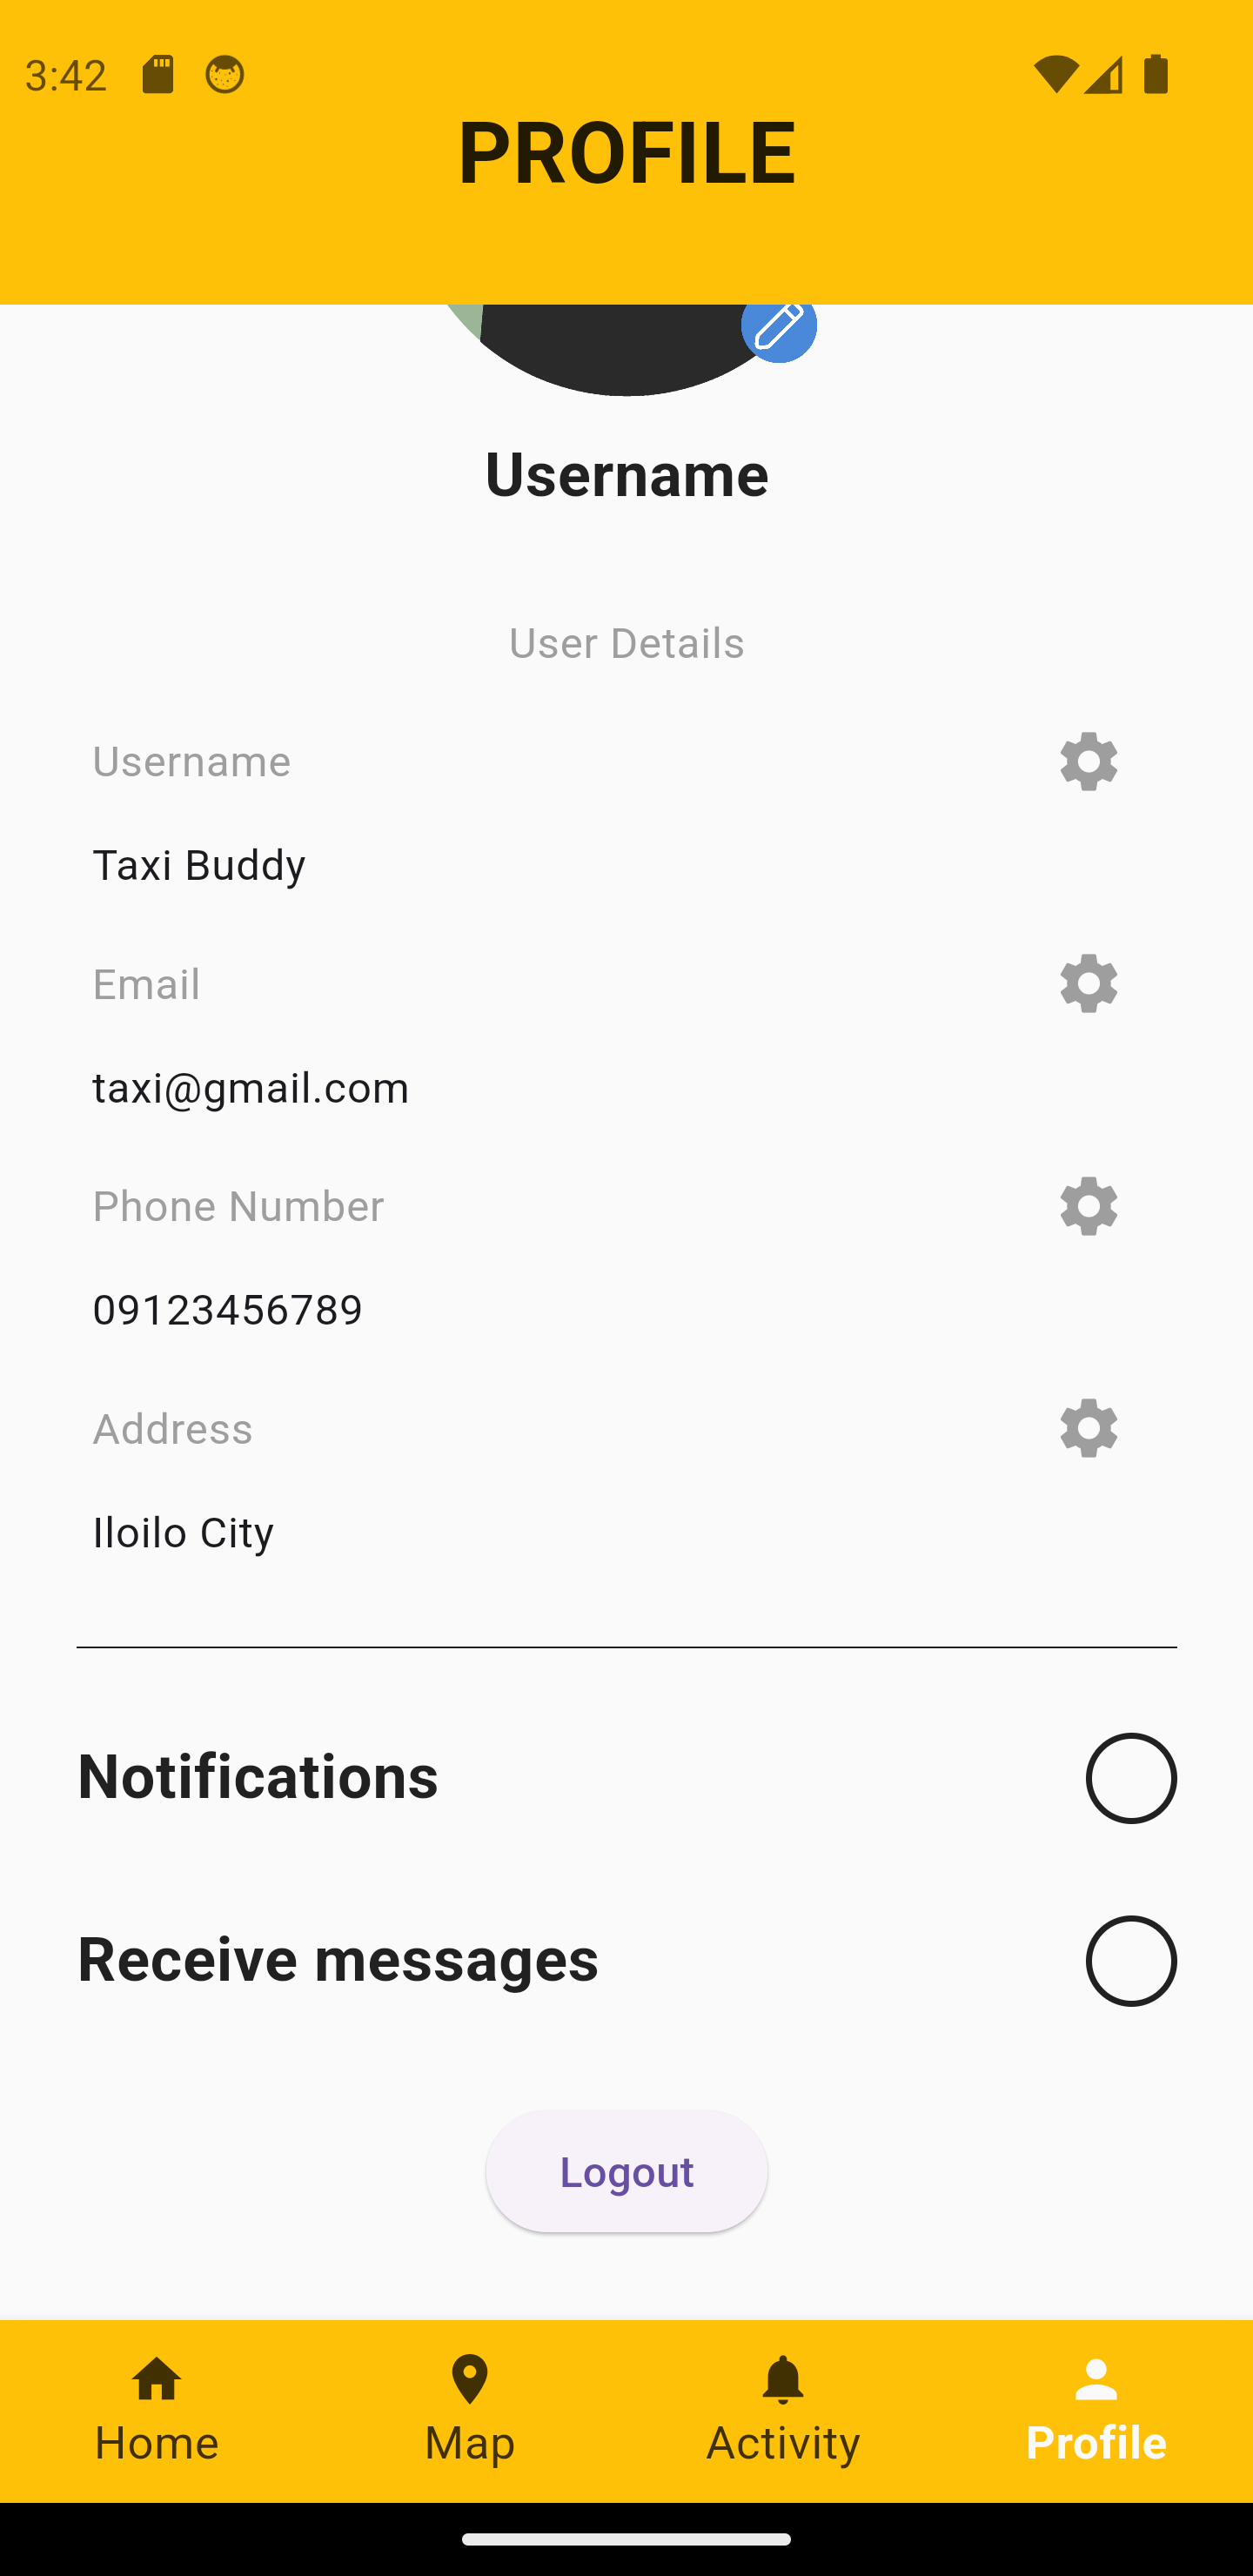 3:42
PROFILE
Username
User Details
Username
Taxi Buddy
Email
taxi@gmail.com
Phone Number
09123456789
Address
Iloilo City
Notifications
Receive messages
Logout
Home Map Activity Profile